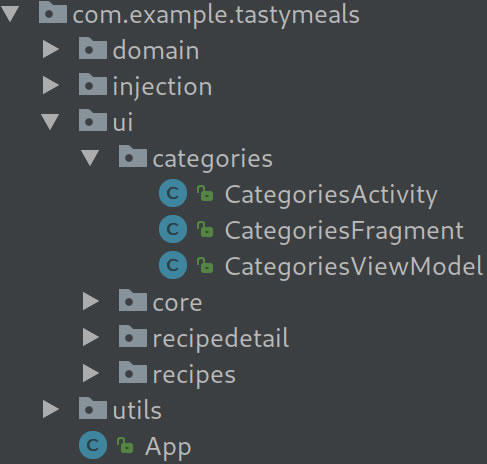 com.example.tastymeals
domain
injection
ui
categories
C CategoriesActivity
C CategoriesFragment
C CategoriesViewModel
core
recipedetail
recipes
utils
C App